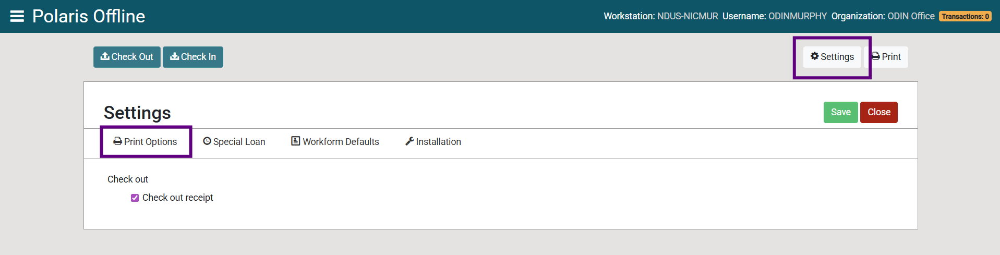 Polaris Offline
Workstation: NDUS-NICMUR Username: ODINMURPHY Organization: ODIN Office Transactions: 0
Check Out Check In Settings Print
Settings
Save Close
Print Options Special Loan Workform Defaults Installation
Check out
Check out receipt